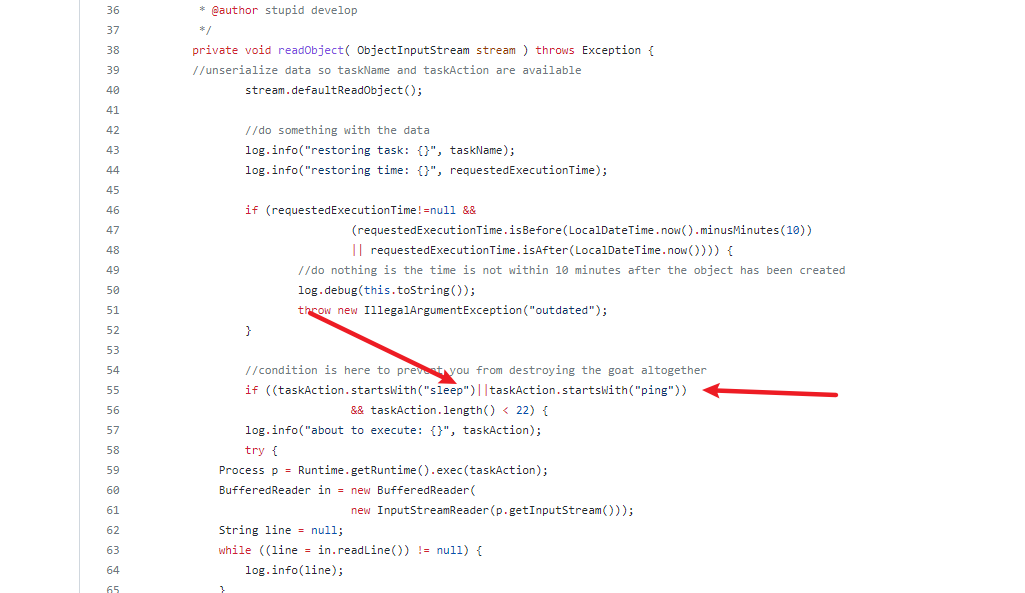 36 * @author stupid develop
37 */
38 private void readObject( ObjectInputStream stream ) throws Exception {
39 //unserialize data so taskName and taskAction are available
40 stream.defaultReadObject();
41
42 //do something with the data
43 log.info("restoring task: {}", taskName);
44 log.info("restoring time: {}", requestedExecutionTime);
45
46 if (requestedExecutionTime!=null &&
47 (requestedExecutionTime.isBefore(LocalDateTime.now().minusMinutes(10))
48 || requestedExecutionTime.isAfter(LocalDateTime.now()))) {
49 //do nothing is the time is not within 10 minutes after the object has been created
50 log.debug(this.toString());
51 throw new IllegalArgumentException("outdated");
52 }
53
54 //condition is here to prevent you from destroying the goat altogether
55 if ((taskAction.startsWith("sleep")||taskAction.startsWith("ping"))
56 && taskAction.length() < 22) {
57 log.info("about to execute: {}", taskAction);
58 try {
59 Process p = Runtime.getRuntime().exec(taskAction);
60 BufferedReader in = new BufferedReader(
61 new InputStreamReader(p.getInputStream()));
62 String line = null;
63 while ((line = in.readLine()) != null) {
64 log.info(line);
65 }